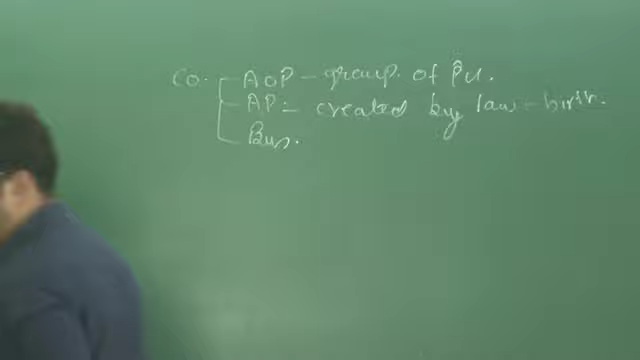 Co. AOP - group of Pu.
AP:- created by law - birth.
Bus.